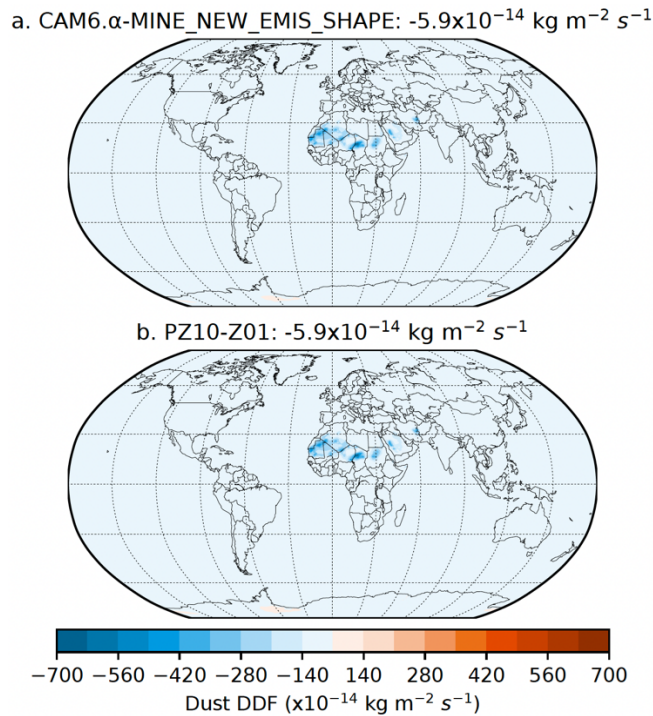 a. CAM6.α-MINE_NEW_EMIS_SHAPE: -5.9x10⁻¹⁴ kg m⁻² s⁻¹
b. PZ10-Z01: -5.9x10⁻¹⁴ kg m⁻² s⁻¹
−700 −560 −420 −280 −140 140 280 420 560 700
Dust DDF (x10⁻¹⁴ kg m⁻² s⁻¹)